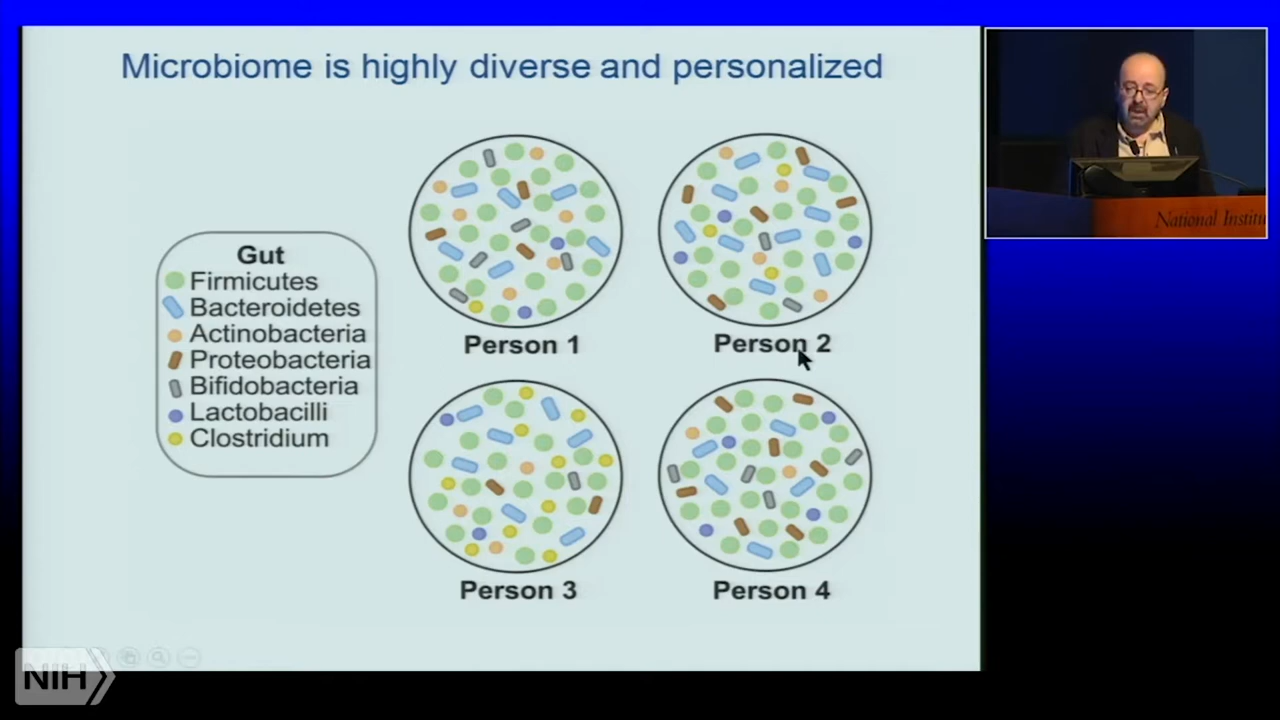 Microbiome is highly diverse and personalized
Gut
Firmicutes
Bacteroidetes
Actinobacteria
Proteobacteria
Bifidobacteria
Lactobacilli
Clostridium
Person 1
Person 2
Person 3
Person 4
National Institu
NIH